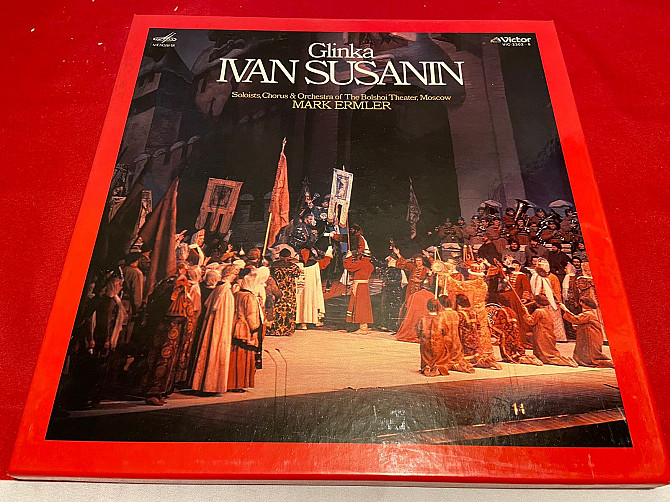 Glinka
IVAN SUSANIN
Soloists, Chorus & Orchestra of The Bolshoi Theater, Moscow
MARK ERMLER
Victor